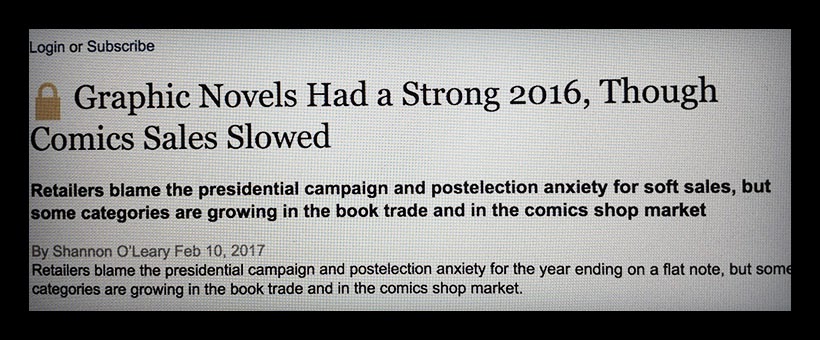 Login or Subscribe
Graphic Novels Had a Strong 2016, Though
Comics Sales Slowed
Retailers blame the presidential campaign and postelection anxiety for soft sales, but
some categories are growing in the book trade and in the comics shop market
By Shannon O'Leary Feb 10, 2017
Retailers blame the presidential campaign and postelection anxiety for the year ending on a flat note, but some
categories are growing in the book trade and in the comics shop market.